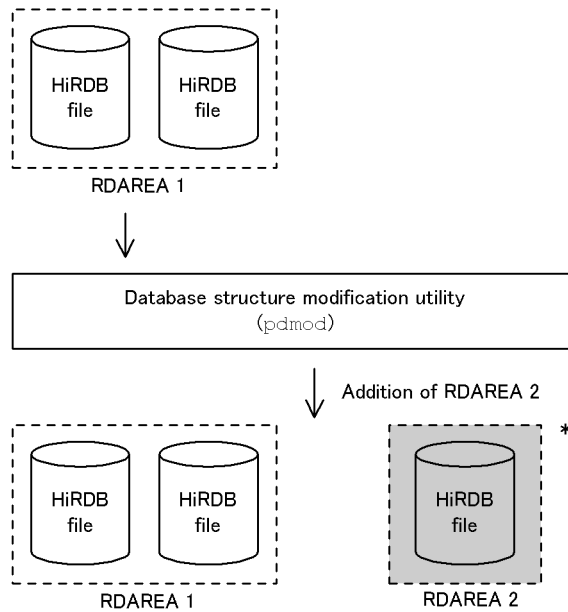 HiRDB
file
HiRDB
file
RDAREA 1
Database structure modification utility
(pdmod)
Addition of RDAREA 2
*
HiRDB
file
HiRDB
file
HiRDB
file
RDAREA 1
RDAREA 2